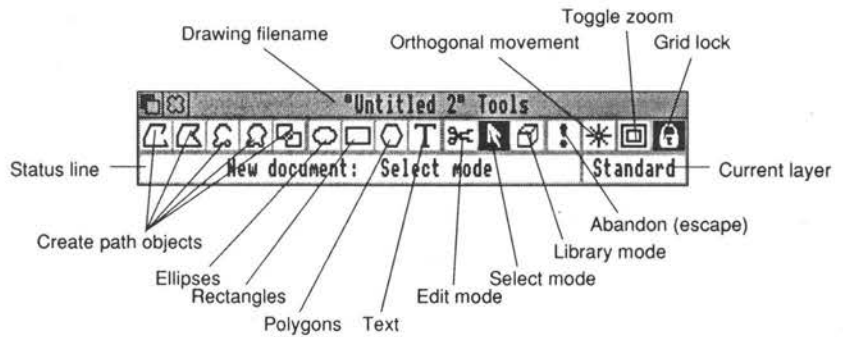 Toggle zoom
Drawing filename
Orthogonal movement
Grid lock
"Untitled 2" Tools
T
Status line
New document: Select mode
Standard
Current layer
Create path objects
Abandon (escape)
Library mode
Ellipses
Select mode
Rectangles
Edit mode
Polygons
Text